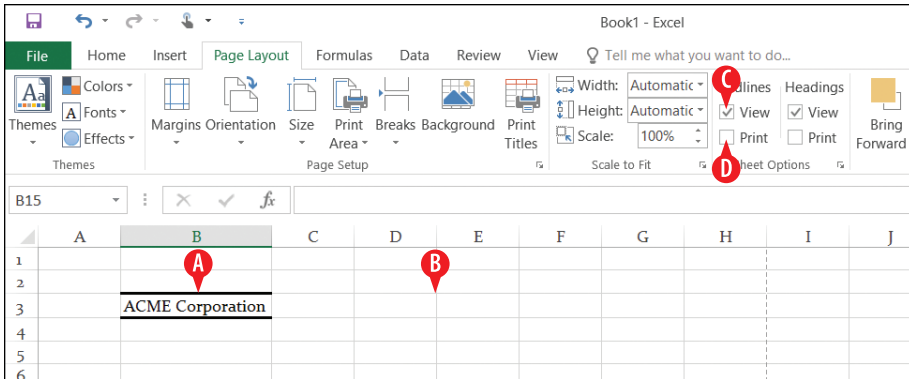 Book1 - Excel
File Home Insert Page Layout Formulas Data Review View Tell me what you want to do...
Aa Colors Width: Automatic C dlines Headings
A Fonts Height: Automatic View View
Themes Effects Margins Orientation Size Print Area Breaks Background Print Titles Scale: 100% Print Print Bring Forward
Themes Page Setup Scale to Fit D heet Options
B15 fx
A B C D E F G H I J
1 A B
2
3 ACME Corporation
4
5
6